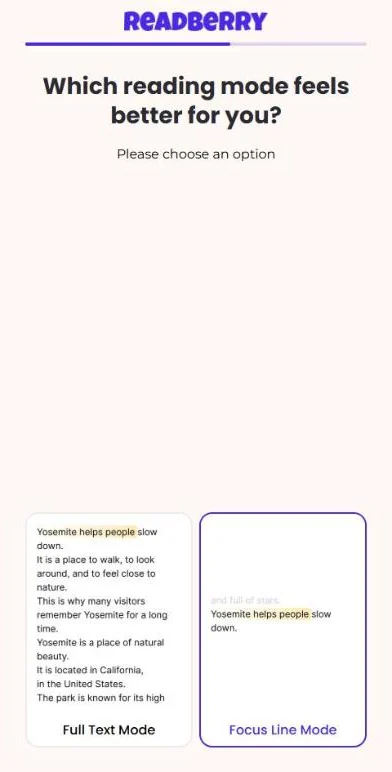 READBERRY
Which reading mode feels
better for you?
Please choose an option
Yosemite helps people slow
down.
It is a place to walk, to look
around, and to feel close to
nature.
This is why many visitors
remember Yosemite for a long
time.
Yosemite is a place of natural
beauty.
It is located in California,
in the United States.
The park is known for its high
Full Text Mode
and full of stars.
Yosemite helps people slow
down.
Focus Line Mode